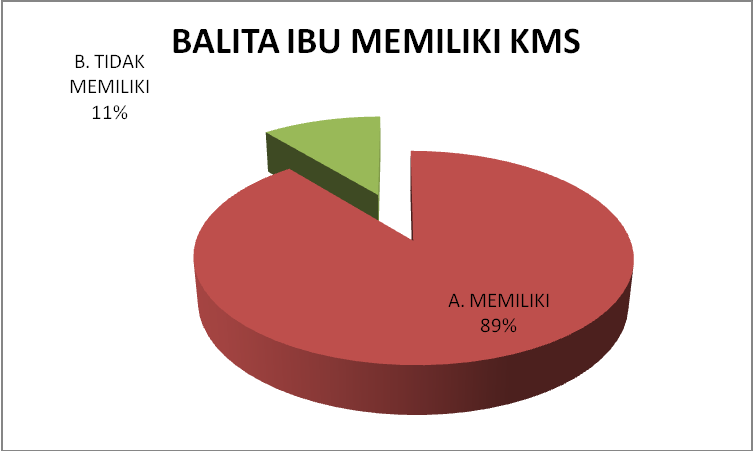 BALITA IBU MEMILIKI KMS
B. TIDAK
MEMILIKI
11%
A. MEMILIKI
89%